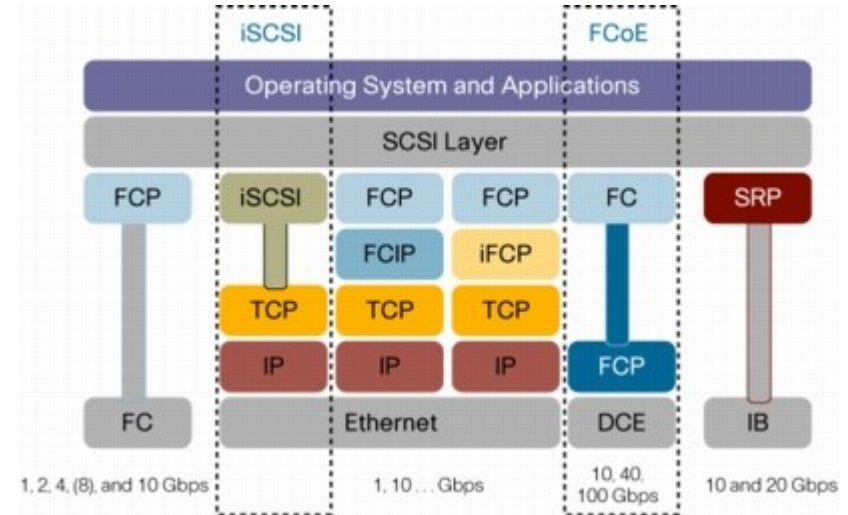 iSCSI FCoE
Operating System and Applications
SCSI Layer
FCP iSCSI FCP FCP FC SRP
FCIP iFCP
TCP TCP TCP
IP IP IP FCP
FC Ethernet DCE IB
1, 2, 4, (8), and 10 Gbps 1, 10 . . . Gbps 10, 40, 10 and 20 Gbps
100 Gbps